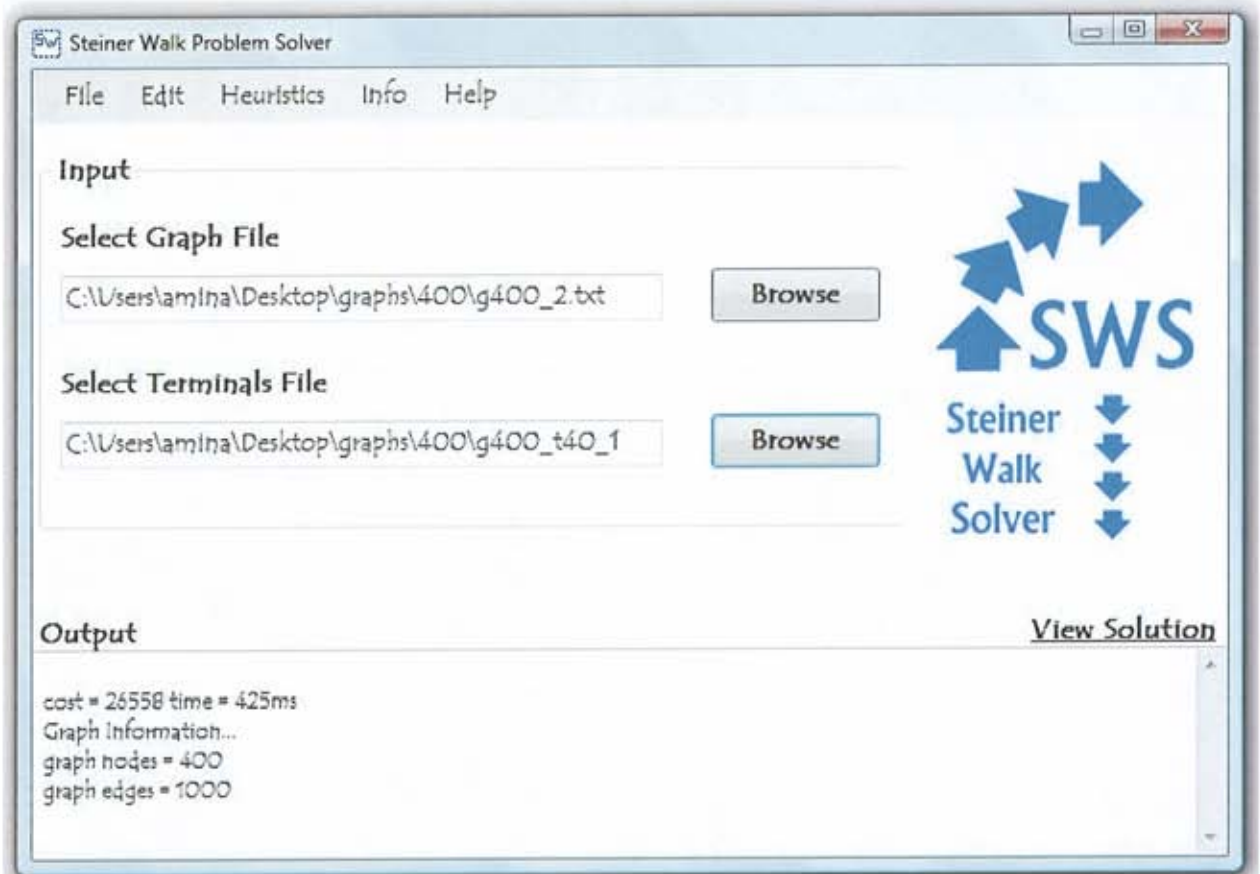 Sw Steiner Walk Problem Solver
File Edit Heuristics Info Help
Input
Select Graph File
C:\Users\amina\Desktop\graphs\400\g400_2.txt Browse
Select Terminals File
C:\Users\amina\Desktop\graphs\400\g400_t40_1 Browse
SWS
Steiner
Walk
Solver
Output View Solution
cost = 26558 time = 425ms
Graph Information...
graph nodes = 400
graph edges = 1000